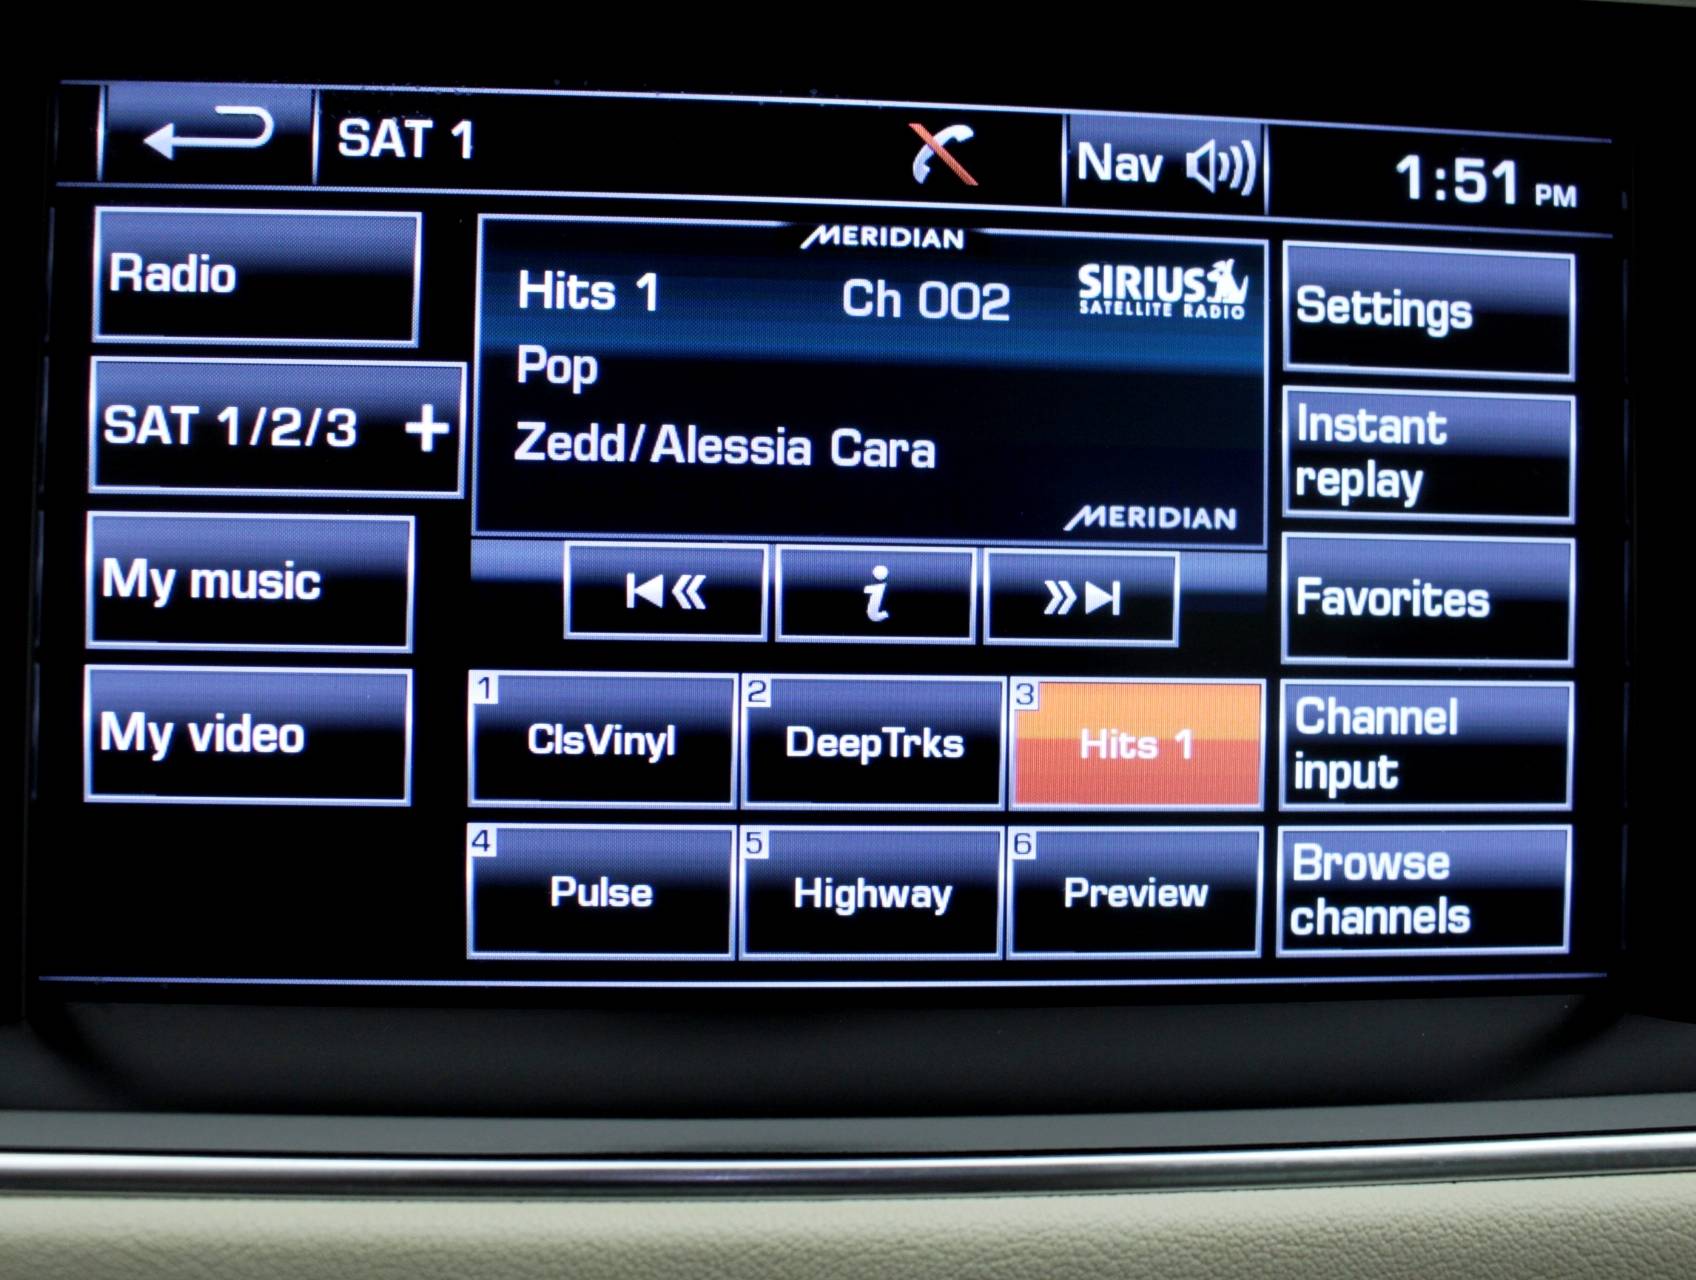 SAT 1
Nav
1:51 PM
Radio
SAT 1/2/3 +
My music
My video
MERIDIAN
Hits 1 Ch 002
SIRIUS
SATELLITE RADIO
Pop
Zedd/Alessia Cara
MERIDIAN
i
1 ClsVinyl
2 DeepTrks
3 Hits 1
4 Pulse
5 Highway
6 Preview
Settings
Instant
replay
Favorites
Channel
input
Browse
channels